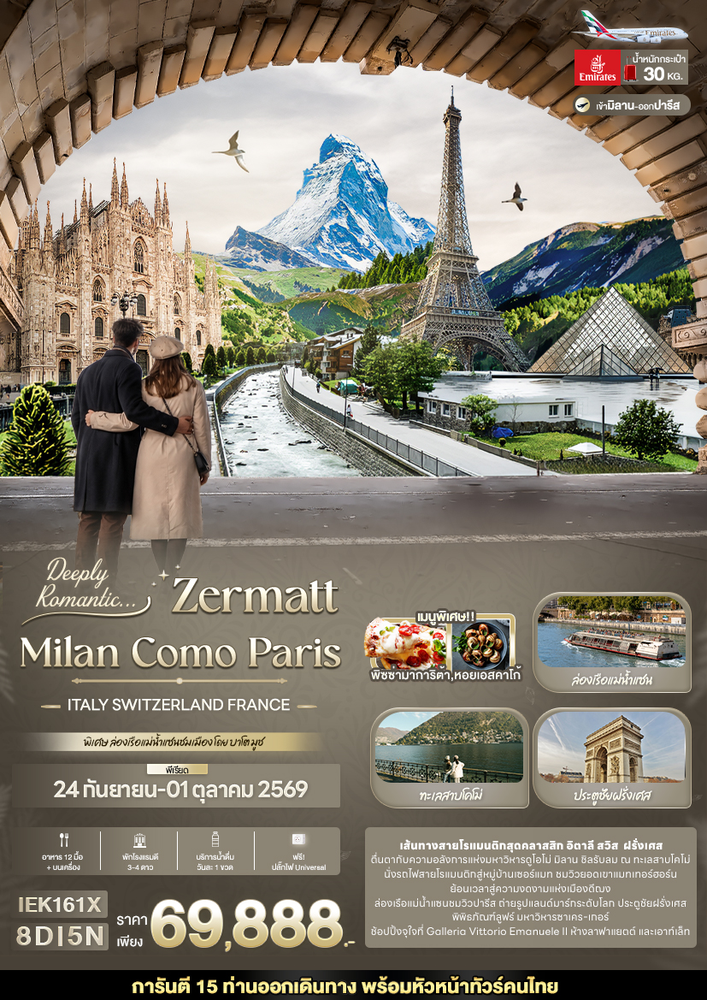 Emirates
Emirates
น้ำหนักกระเป๋า
30 KG.
เข้ามิลาน-ออกปารีส
Deeply
Romantic...
Zermatt
Milan Como Paris
ITALY SWITZERLAND FRANCE
พิเศษ ล่องเรือแม่น้ำแซนชมเมืองโดย บาโต มูช
พีเรียด
24 กันยายน-01 ตุลาคม 2569
เมนูพิเศษ!!
พิซซามาการิต้า,หอยเอสคาโก้
ล่องเรือแม่น้ำแซน
ทะเลสาบโคโม่
ประตูชัยฝรั่งเศส
อาหาร 12 มื้อ
+ บนเครื่อง
พักโรงแรมดี
3-4 ดาว
บริการน้ำดื่ม
วันละ 1 ขวด
ฟรี!
ปลั๊กไฟ Universal
IEK161X
8D15N
ราคา
เพียง
69,888.-
เส้นทางสายโรแมนติกสุดคลาสสิก อิตาลี สวิส ฝรั่งเศส
ตื่นตากับความอลังการแห่งมหาวิหารดูโอโม่ มิลาน ชิลรับลม ณ ทะเลสาบโคโม่
นั่งรถไฟสายโรแมนติกสู่หมู่บ้านเซอร์แมท ชมวิวยอดเขาแมทเทอร์ฮอร์น
ย้อนเวลาสู่ความงดงามแห่งเมืองดีฌง
ล่องเรือแม่น้ำแซนชมวิวปารีส ถ่ายรูปแลนด์มาร์กระดับโลก ประตูชัยฝรั่งเศส
พิพิธภัณฑ์ลูฟร์ มหาวิหารซาเคร-เกอร์
ช้อปปิ้งจุใจที่ Galleria Vittorio Emanuele II ห้างลาฟาแยตต์ และเอาท์เล็ท
การันตี 15 ท่านออกเดินทาง พร้อมหัวหน้าทัวร์คนไทย